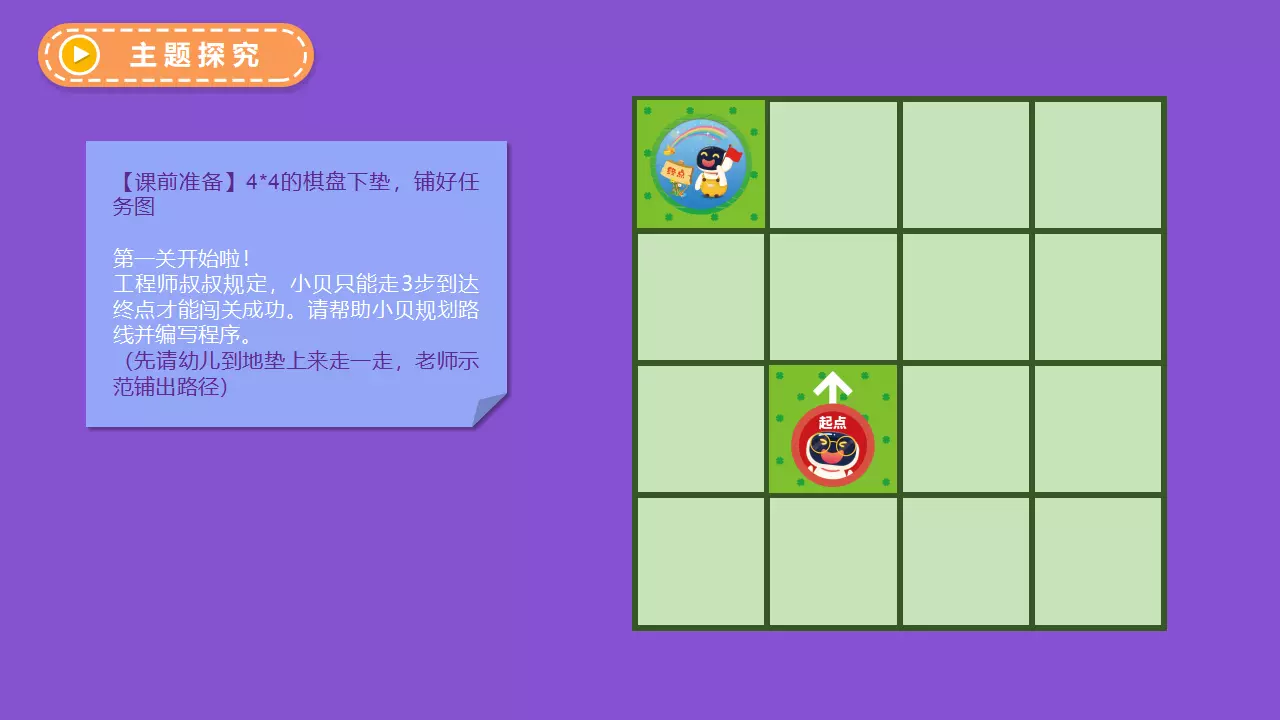 主题探究
【课前准备】4*4的棋盘下垫，铺好任
务图
第一关开始啦！
工程师叔叔规定，小贝只能走3步到达
终点才能闯关成功。请帮助小贝规划路
线并编写程序。
（先请幼儿到地垫上来走一走，老师示
范铺出路径）
终点
起点